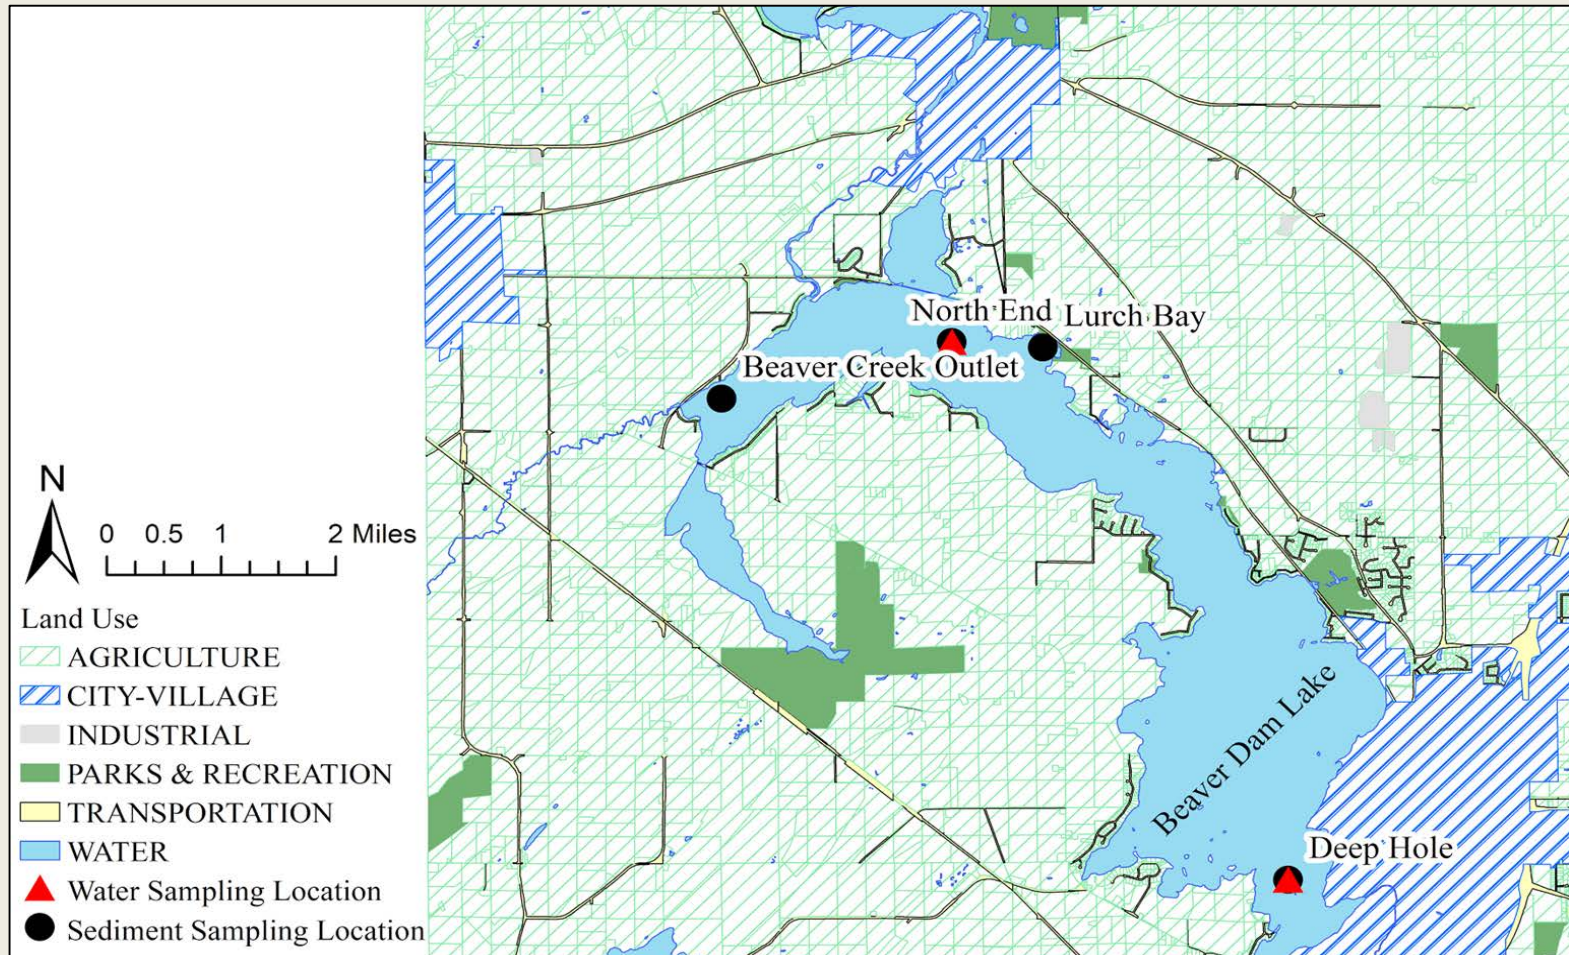 North End
Lurch Bay
Beaver Creek Outlet
Beaver Dam Lake
Deep Hole
N
0 0.5 1 2 Miles
Land Use
AGRICULTURE
CITY-VILLAGE
INDUSTRIAL
PARKS & RECREATION
TRANSPORTATION
WATER
Water Sampling Location
Sediment Sampling Location